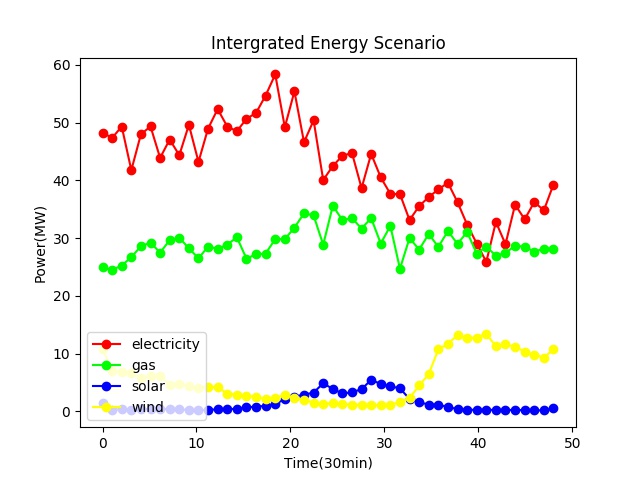 Intergrated Energy Scenario
Power(MW)
60
50
40
30
20
10
0
electricity
gas
solar
wind
0 10 20 30 40 50
Time(30min)